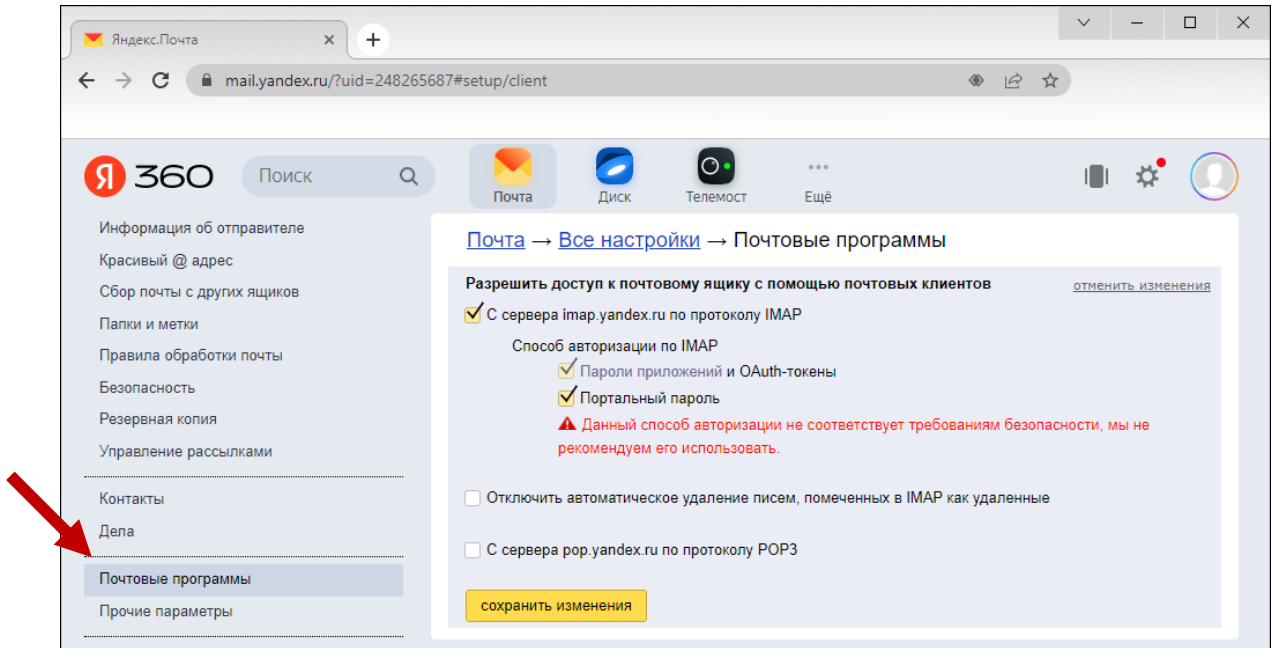 Яндекс.Почта
mail.yandex.ru/?uid=248265687#setup/client
Я 360
Поиск
Почта
Диск
Телемост
Ещё
Информация об отправителе
Красивый @ адрес
Сбор почты с других ящиков
Папки и метки
Правила обработки почты
Безопасность
Резервная копия
Управление рассылками
Контакты
Дела
Почтовые программы
Прочие параметры
Почта → Все настройки → Почтовые программы
Разрешить доступ к почтовому ящику с помощью почтовых клиентов
отменить изменения
С сервера imap.yandex.ru по протоколу IMAP
Способ авторизации по IMAP
Пароли приложений и OAuth-токены
Портальный пароль
Данный способ авторизации не соответствует требованиям безопасности, мы не
рекомендуем его использовать.
Отключить автоматическое удаление писем, помеченных в IMAP как удаленные
С сервера pop.yandex.ru по протоколу POP3
сохранить изменения